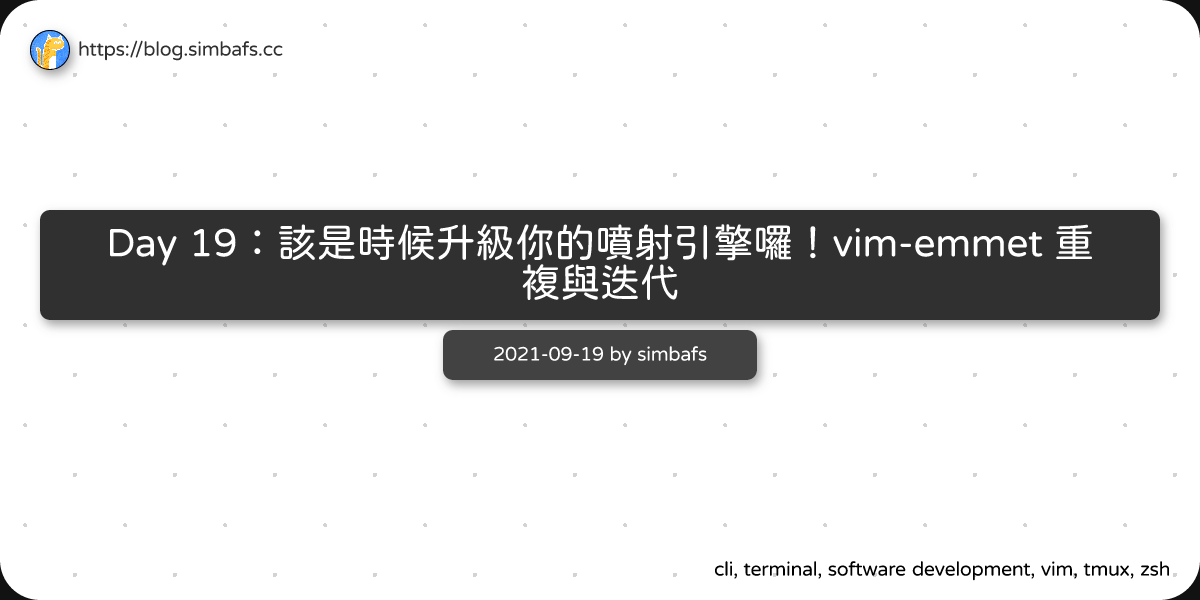 https://blog.simbafs.cc
Day 19：該是時候升級你的噴射引擎囉！vim-emmet 重
複與迭代
2021-09-19 by simbafs
cli, terminal, software development, vim, tmux, zsh